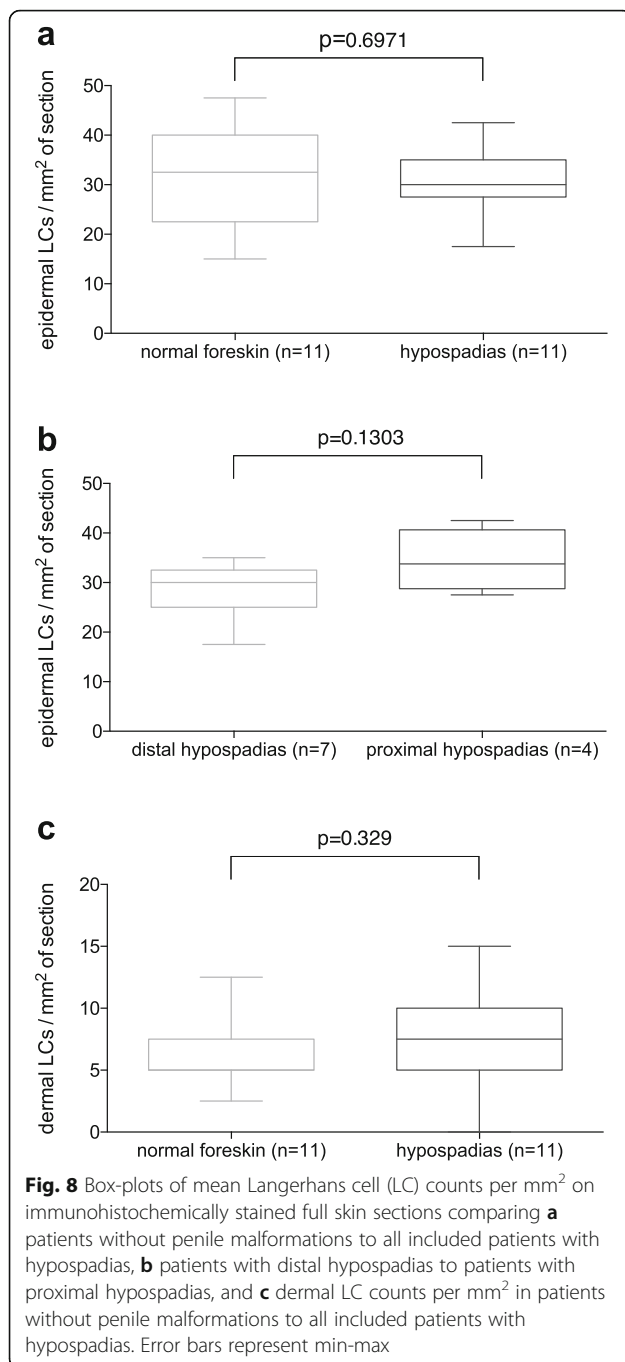 a
p=0.6971
epidermal LCs / mm² of section
50
40
30
20
10
0
normal foreskin (n=11) hypospadias (n=11)
b
p=0.1303
epidermal LCs / mm² of section
50
40
30
20
10
0
distal hypospadias (n=7) proximal hypospadias (n=4)
c
p=0.329
dermal LCs / mm² of section
20
15
10
5
0
normal foreskin (n=11) hypospadias (n=11)
Fig. 8 Box-plots of mean Langerhans cell (LC) counts per mm² on
immunohistochemically stained full skin sections comparing a
patients without penile malformations to all included patients with
hypospadias, b patients with distal hypospadias to patients with
proximal hypospadias, and c dermal LC counts per mm² in patients
without penile malformations to all included patients with
hypospadias. Error bars represent min-max